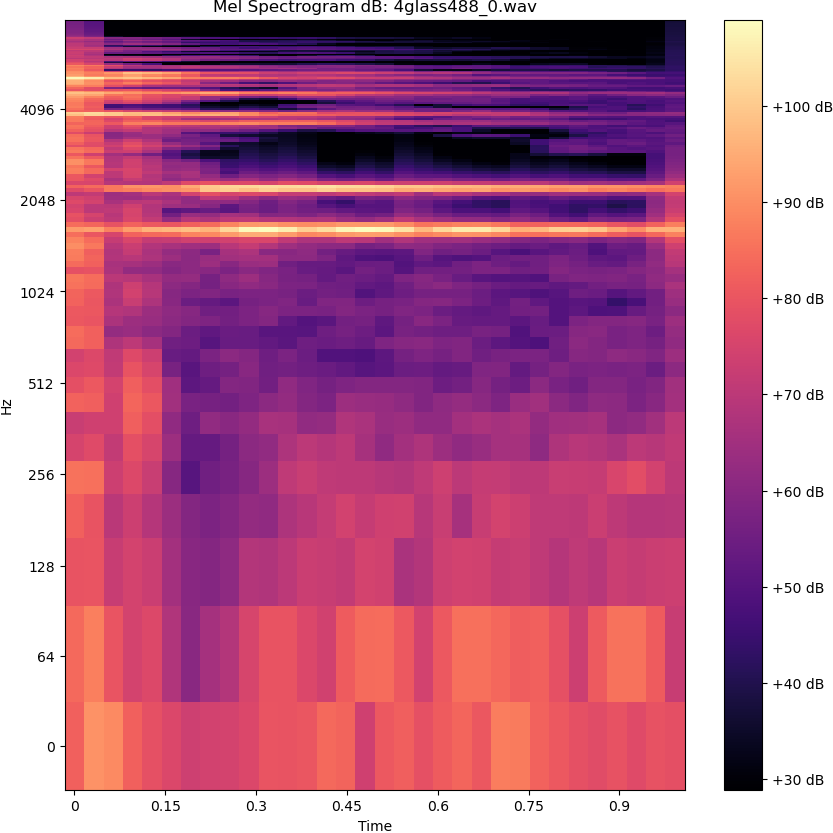 Mel Spectrogram dB: 4glass488_0.wav
4096
2048
1024
512
256
128
64
0
Hz
0 0.15 0.3 0.45 0.6 0.75 0.9
Time
+100 dB
+90 dB
+80 dB
+70 dB
+60 dB
+50 dB
+40 dB
+30 dB